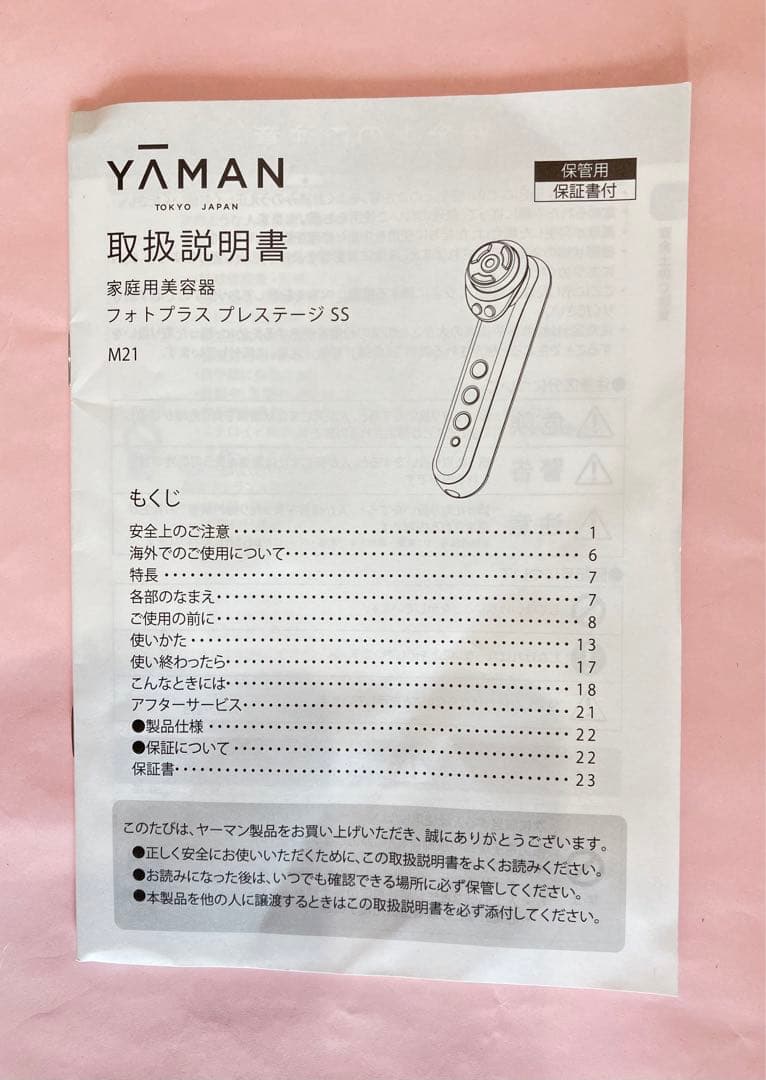 YAMAN
TOKYO JAPAN
保管用
保証書付
取扱説明書
家庭用美容器
フォトプラス プレステージ SS
M21
もくじ
安全上のご注意 ・・・・・・・・・・・・・・・・・・・・ 1
海外でのご使用について ・・・・・・・・・・・・・・・・・・・・ 6
特長 ・・・・・・・・・・・・・・・・・・・・ 7
各部のなまえ ・・・・・・・・・・・・・・・・・・・・ 7
ご使用の前に ・・・・・・・・・・・・・・・・・・・・ 8
使いかた ・・・・・・・・・・・・・・・・・・・・ 13
使い終わったら ・・・・・・・・・・・・・・・・・・・・ 17
こんなときには ・・・・・・・・・・・・・・・・・・・・ 18
アフターサービス ・・・・・・・・・・・・・・・・・・・・ 21
●製品仕様 ・・・・・・・・・・・・・・・・・・・・ 22
●保証について ・・・・・・・・・・・・・・・・・・・・ 22
保証書 ・・・・・・・・・・・・・・・・・・・・ 23
このたびは、ヤーマン製品をお買い上げいただき、誠にありがとうございます。
●正しく安全にお使いいただくために、この取扱説明書をよくお読みください。
●お読みになった後は、いつでも確認できる場所に必ず保管してください。
●本製品を他の人に譲渡するときはこの取扱説明書を必ず添付してください。